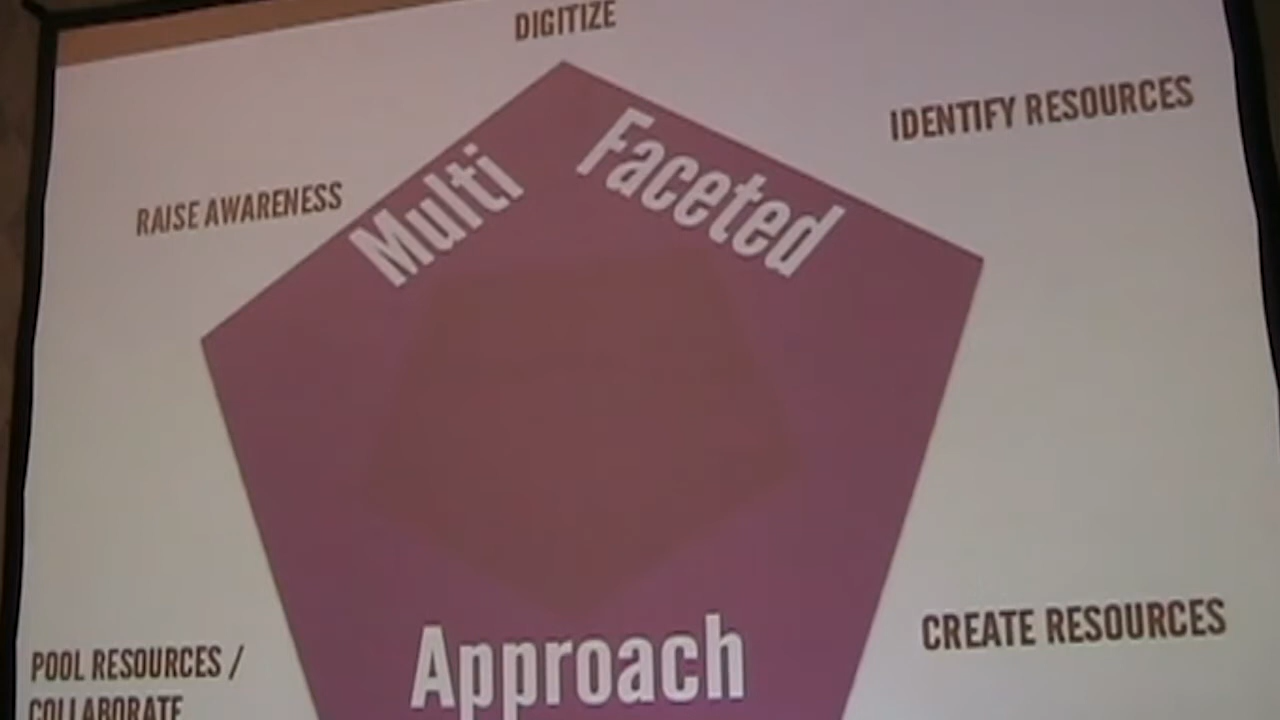 DIGITIZE
IDENTIFY RESOURCES
RAISE AWARENESS
Multi
Faceted
CREATE RESOURCES
Approach
POOL RESOURCES /
COLLABORATE